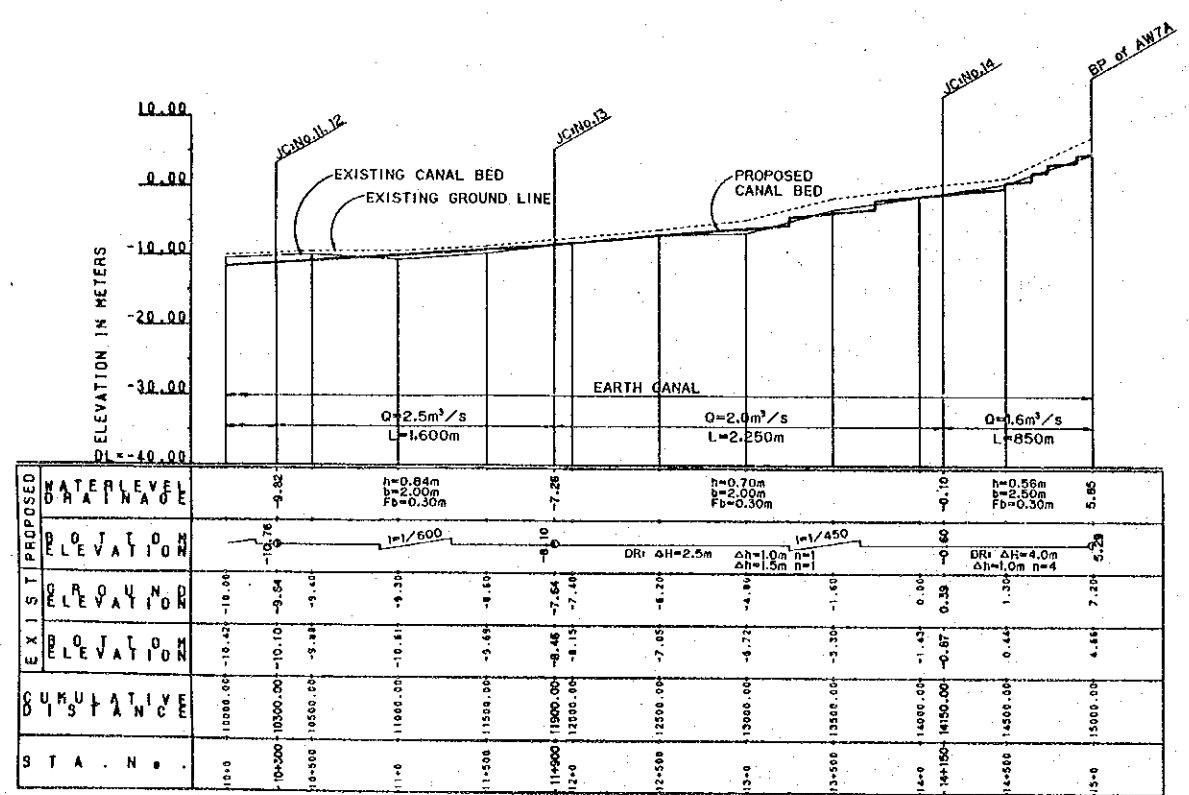 BP of AW7A
JC:No.14
10.00
JC:No.13
JC:No.11, 12
EXISTING CANAL BED
EXISTING GROUND LINE
PROPOSED
CANAL BED
0.00
-10.00
-20.00
-30.00
DL=-40.00
ELEVATION IN METERS
EARTH CANAL
Q=2.5m³/s
L=1.600m
Q=2.0m³/s
L=2.250m
Q=1.6m³/s
L=850m
PROPOSED
WATERLEVEL
DRAINAGE
-9.82
h=0.84m
b=2.00m
Fb=0.30m
-7.26
h=0.70m
b=2.00m
Fb=0.30m
-0.10
h=0.56m
b=2.50m
Fb=0.30m
5.85
BOTTOM
ELEVATION
-10.76
I=1/600
-8.10
DR: ΔH=2.5m
Δh=1.0m n=1
Δh=1.5m n=1
I=1/450
-0.60
DR: ΔH=4.0m
Δh=1.0m n=4
5.29
EXIST
GROUND
ELEVATION
-10.00
-9.64
-9.40
-9.30
-8.60
-7.64
-7.40
-6.20
-4.80
-1.60
0.00
0.39
1.30
7.20
BOTTOM
ELEVATION
-10.42
-10.10
-9.88
-10.61
-9.69
-8.46
-8.15
-7.05
-6.72
-3.30
-1.43
-0.87
0.44
4.66
CUMULATIVE
DISTANCE
10000.00
10300.00
10500.00
11000.00
11500.00
11900.00
12000.00
12500.00
13000.00
13500.00
14000.00
14150.00
14500.00
15000.00
STA. No.
10+0
10+300
10+500
11+0
11+500
11+900
12+0
12+500
13+0
13+500
14+0
14+150
14+500
15+0